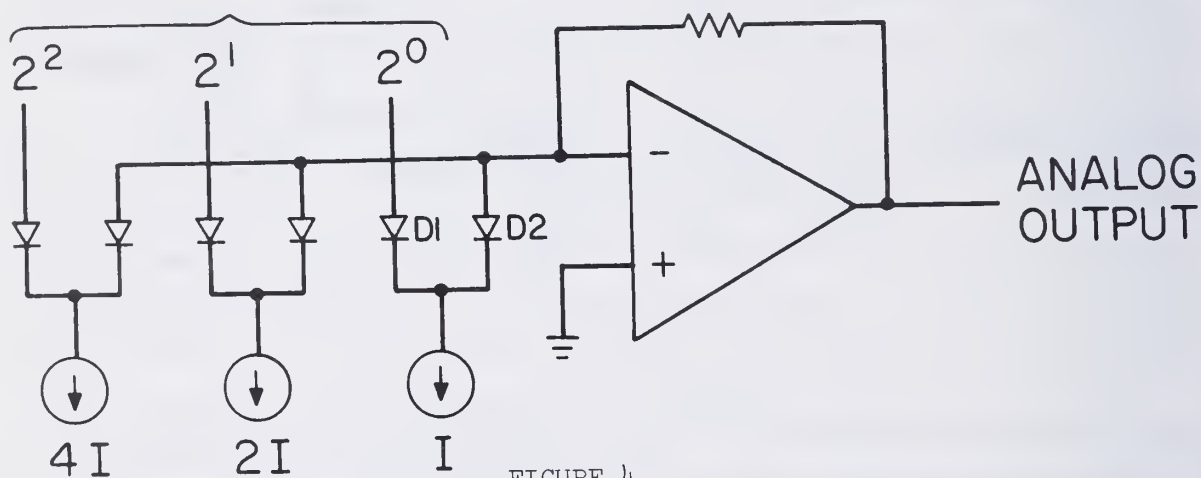 2² 2¹ 2⁰
- ANALOG
+ OUTPUT
D1 D2
4I 2I I
FIGURE 4